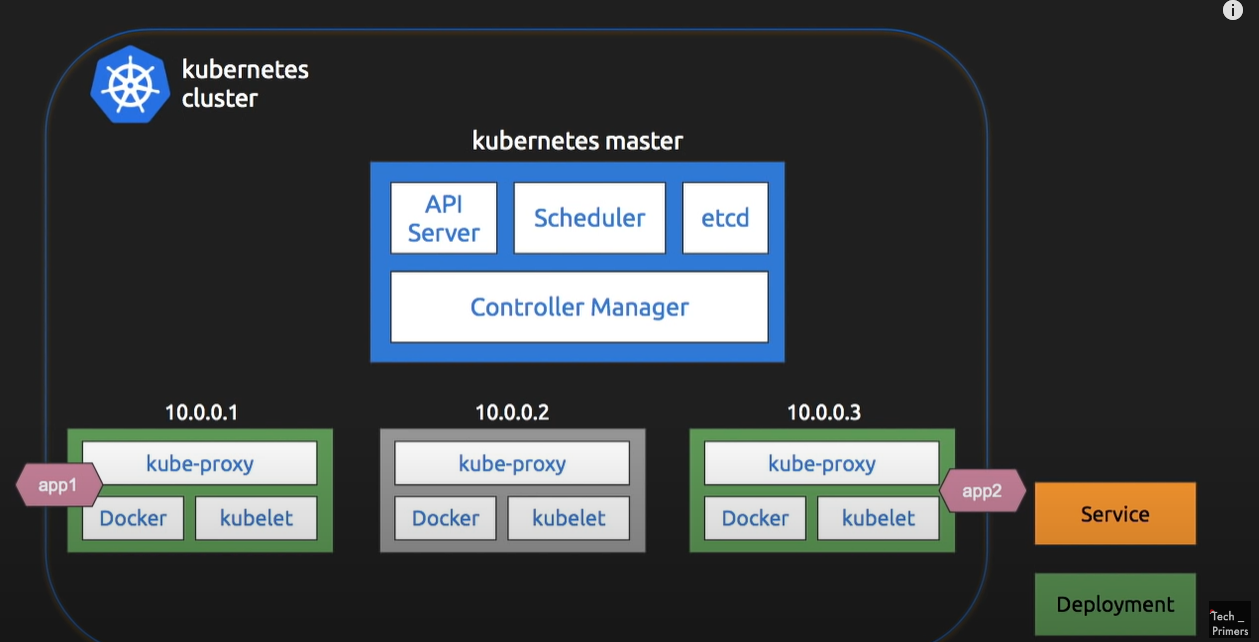 kubernetes
cluster
kubernetes master
API
Server
Scheduler
etcd
Controller Manager
10.0.0.1
10.0.0.2
10.0.0.3
kube-proxy
Docker
kubelet
app1
kube-proxy
Docker
kubelet
kube-proxy
Docker
kubelet
app2
Service
Deployment
Tech _
Primers
i